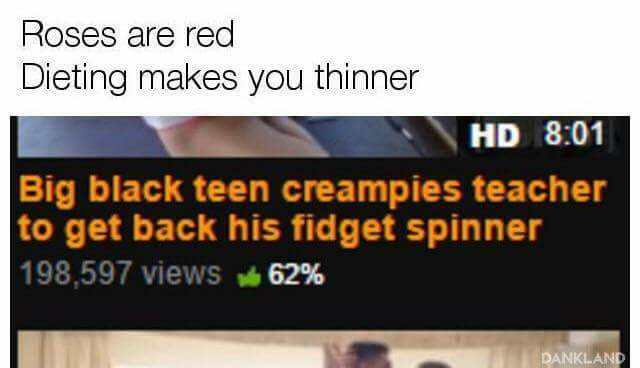 Roses are red
Dieting makes you thinner
HD 8:01
Big black teen creampies teacher
to get back his fidget spinner
198,597 views 62%
DANKLAND